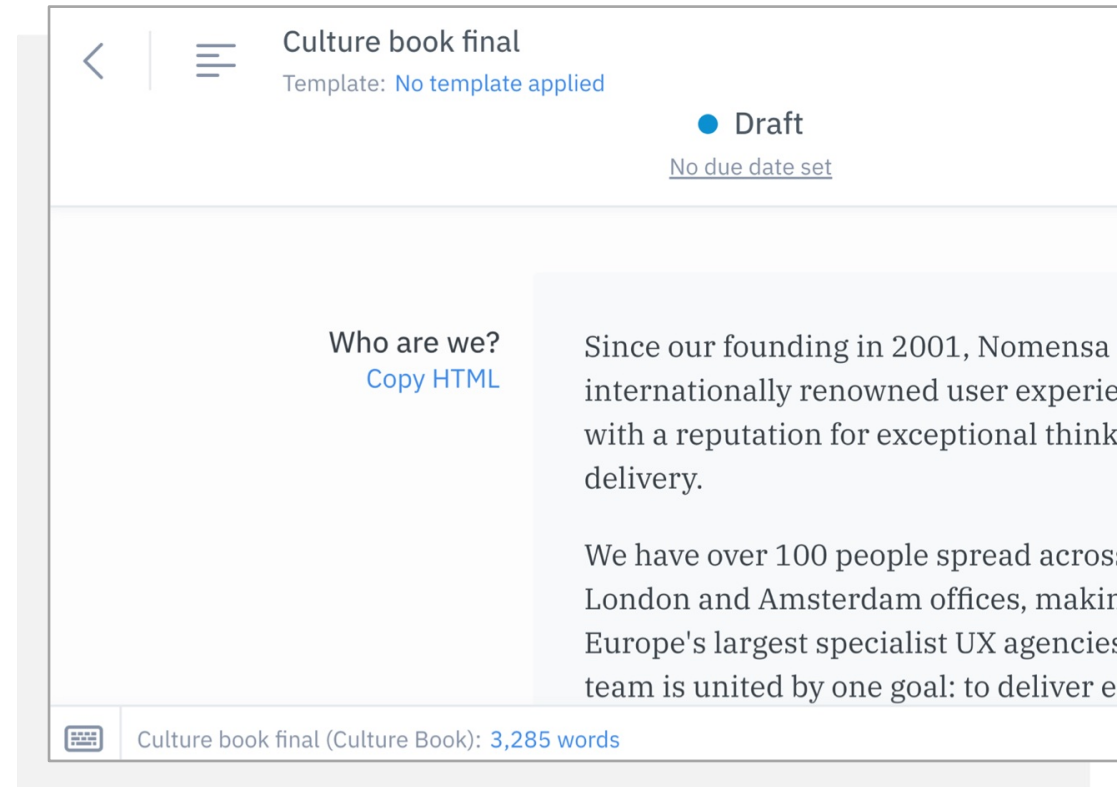 Culture book final
Template: No template applied
Draft
No due date set
Who are we?
Copy HTML
Since our founding in 2001, Nomensa
internationally renowned user
with a reputation for exceptional
delivery.
We have over 100 people spread
London and Amsterdam offices,
Europe's largest specialist UX
team is united by one goal: to deliver
Culture book final (Culture Book): 3,285 words